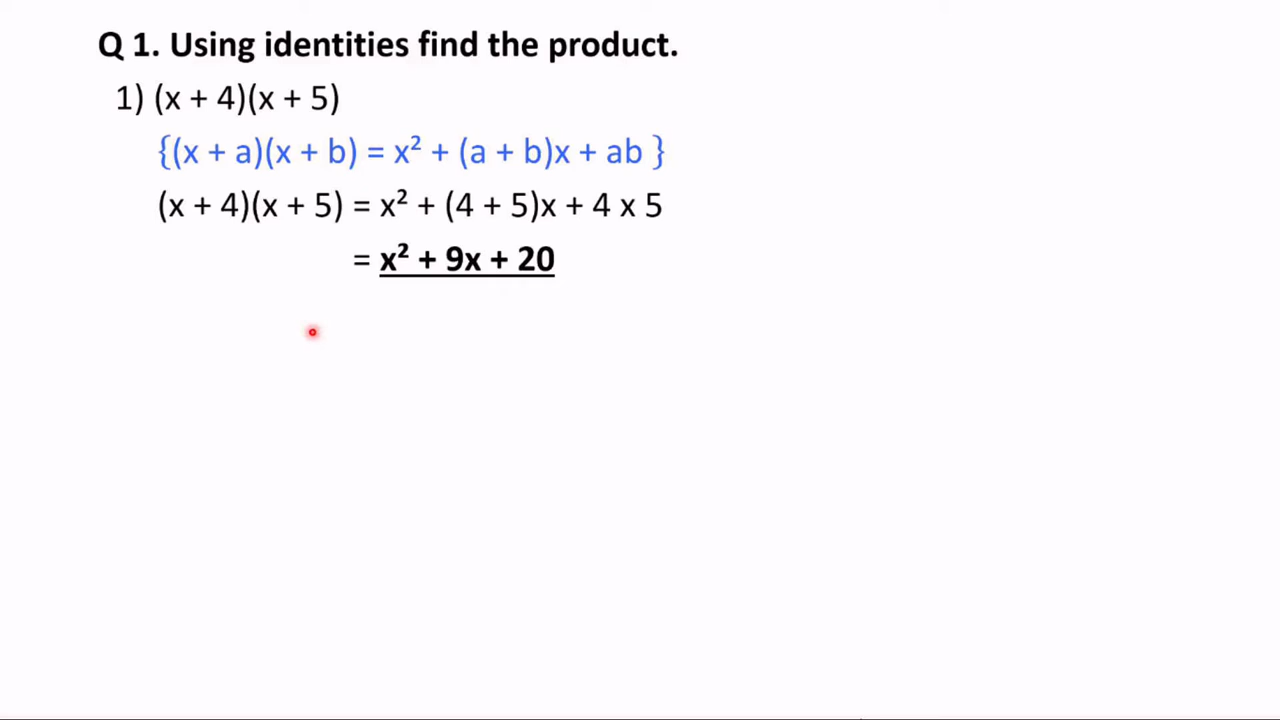 Q 1. Using identities find the product.
1) (x + 4)(x + 5)
{(x + a)(x + b) = x² + (a + b)x + ab }
(x + 4)(x + 5) = x² + (4 + 5)x + 4 x 5
= x² + 9x + 20